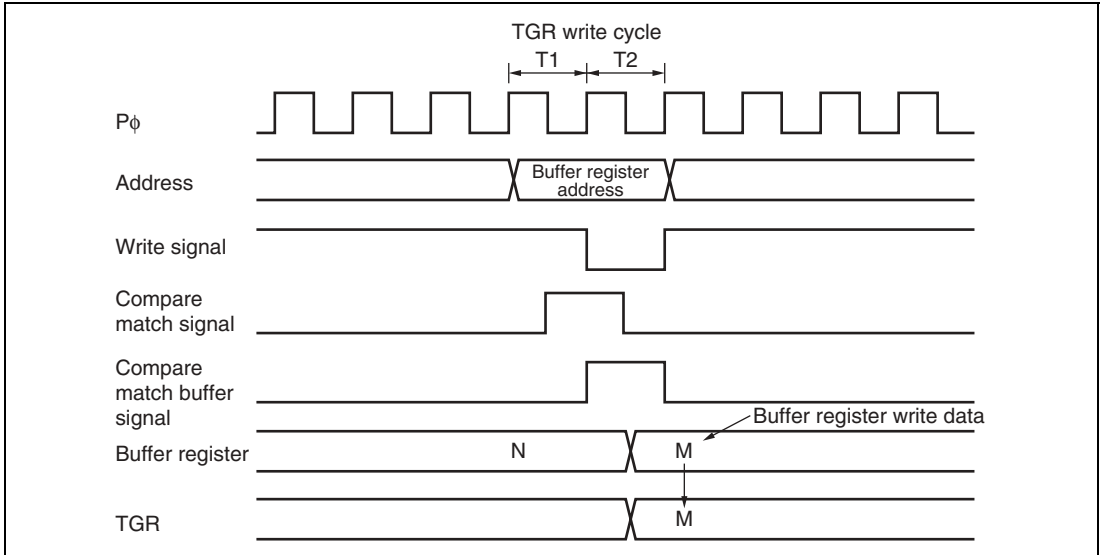 TGR write cycle
T1 T2
Pϕ
Address
Buffer register
address
Write signal
Compare
match signal
Compare
match buffer
signal
Buffer register write data
Buffer register
N M
TGR
M